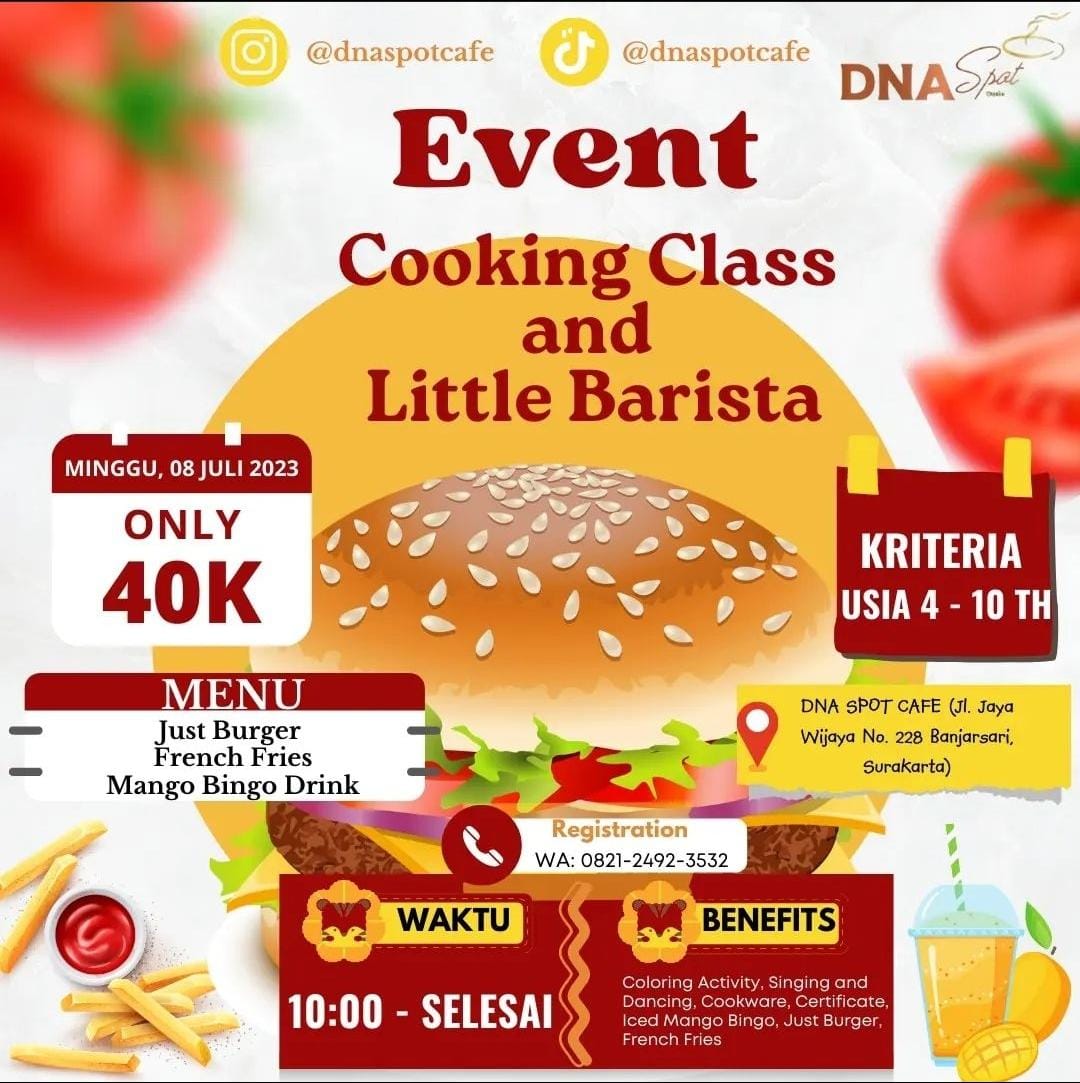 @dnaspotcafe
@dnaspotcafe
DNA Spot
Event
Cooking Class
and
Little Barista
MINGGU, 08 JULI 2023
ONLY
40K
KRITERIA
USIA 4 - 10 TH
MENU
Just Burger
French Fries
Mango Bingo Drink
DNA SPOT CAFE (Jl. Jaya
Wijaya No. 228 Banjarsari,
Surakarta)
Registration
WA: 0821-2492-3532
WAKTU
10:00 - SELESAI
BENEFITS
Coloring Activity, Singing and
Dancing, Cookware, Certificate,
Iced Mango Bingo, Just Burger,
French Fries